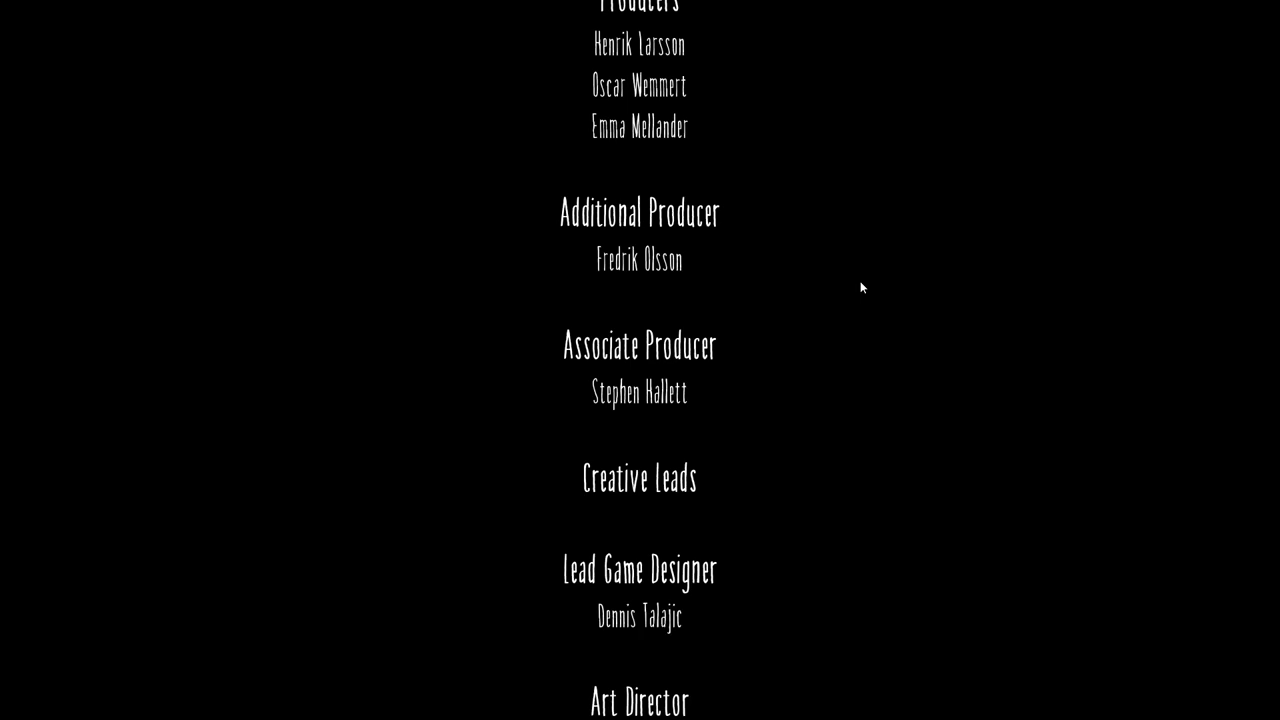 Producers
Henrik Larsson
Oscar Wemmert
Emma Mellander
Additional Producer
Fredrik Olsson
Associate Producer
Stephen Hallett
Creative Leads
Lead Game Designer
Dennis Talajic
Art Director